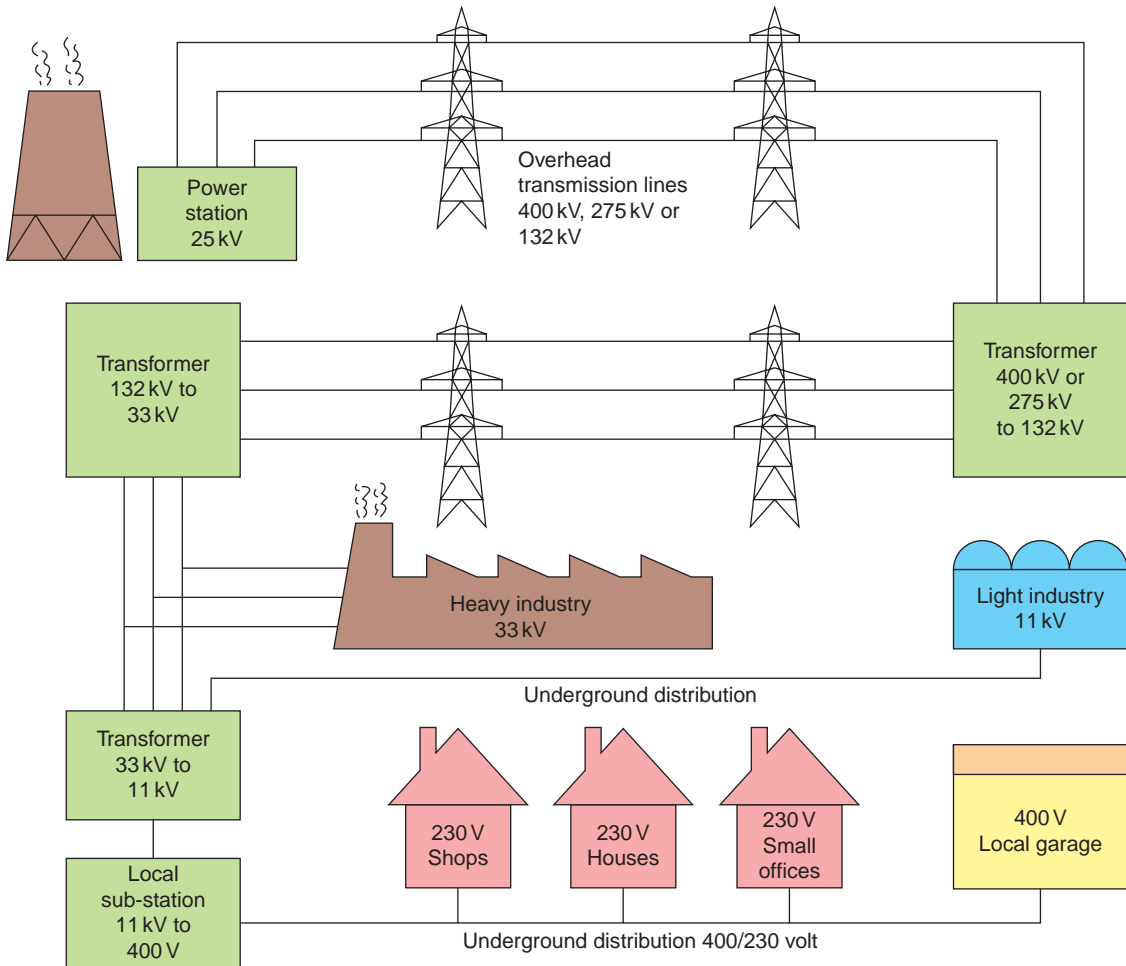 Power
station
25 kV
Overhead
transmission lines
400 kV, 275 kV or
132 kV
Transformer
132 kV to
33 kV
Transformer
400 kV or
275 kV
to 132 kV
Heavy industry
33 kV
Light industry
11 kV
Underground distribution
Transformer
33 kV to
11 kV
230 V
Shops
230 V
Houses
230 V
Small
offices
400 V
Local garage
Local
sub-station
11 kV to
400 V
Underground distribution 400/230 volt